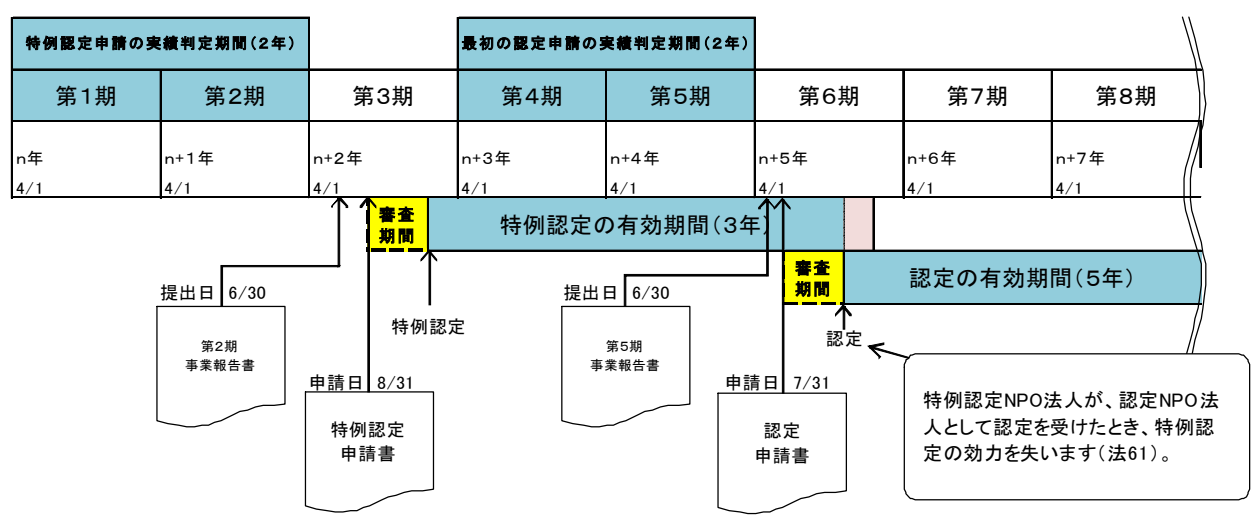 特例認定申請の実績判定期間(2年)
最初の認定申請の実績判定期間(2年)
第1期
第2期
第3期
第4期
第5期
第6期
第7期
第8期
n年
n+1年
n+2年
n+3年
n+4年
n+5年
n+6年
n+7年
4/1
4/1
4/1
4/1
4/1
4/1
4/1
4/1
審査
期間
特例認定の有効期間(3年)
審査
期間
認定の有効期間(5年)
提出日 6/30
第2期
事業報告書
特例認定
申請日 8/31
特例認定
申請書
提出日 6/30
第5期
事業報告書
申請日 7/31
認定
申請書
認定
特例認定NPO法人が、認定NPO法
人として認定を受けたとき、特例認
定の効力を失います(法61)。